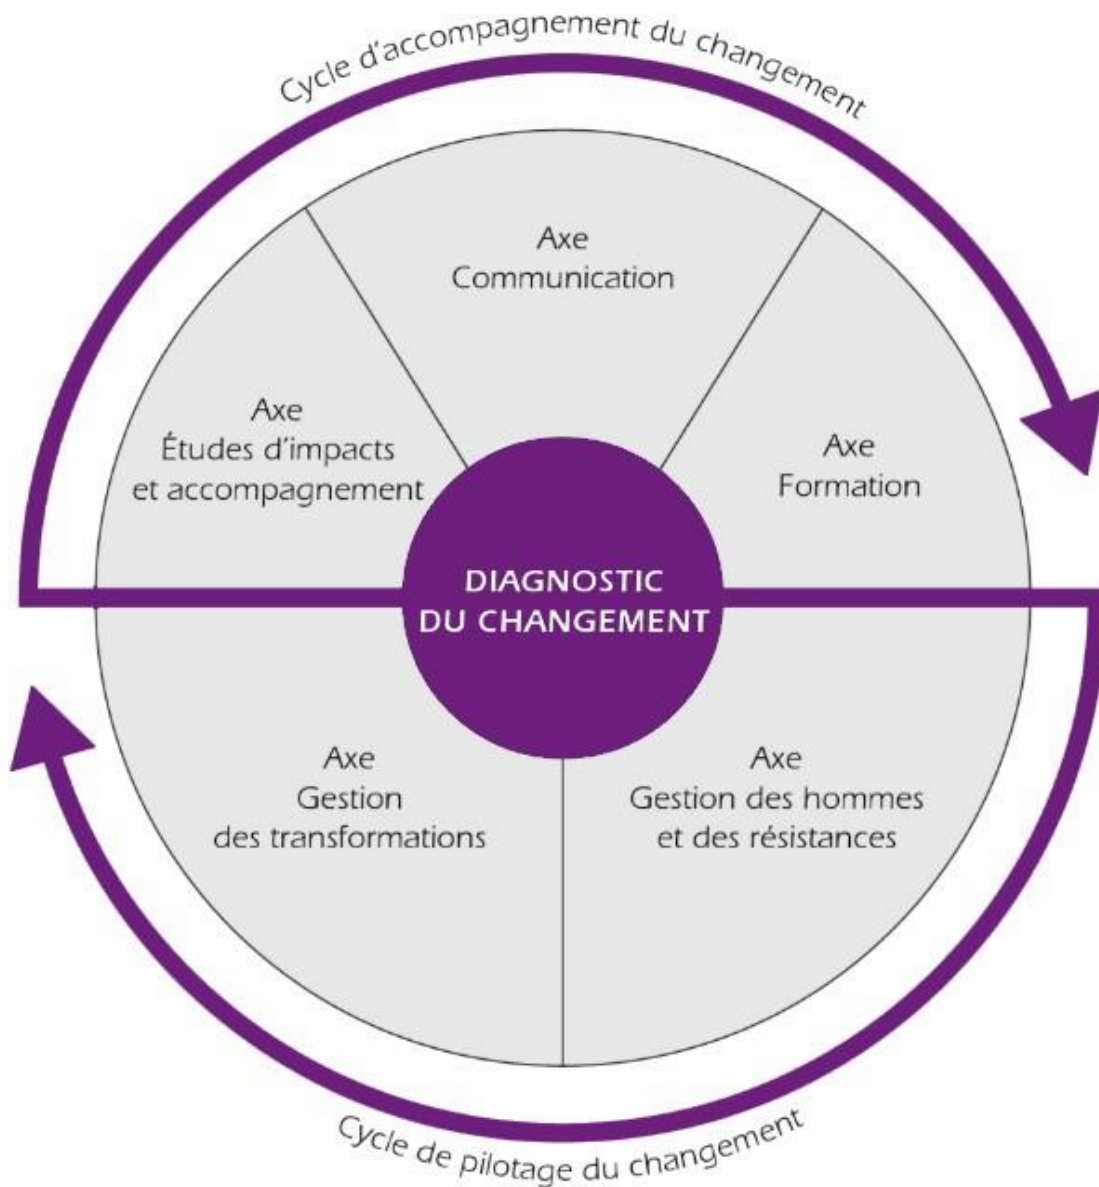 Cycle d'accompagnement du changement
Axe
Communication
Axe
Études d'impacts
et accompagnement
Axe
Formation
DIAGNOSTIC
DU CHANGEMENT
Axe
Gestion
des transformations
Axe
Gestion des hommes
et des résistances
Cycle de pilotage du changement